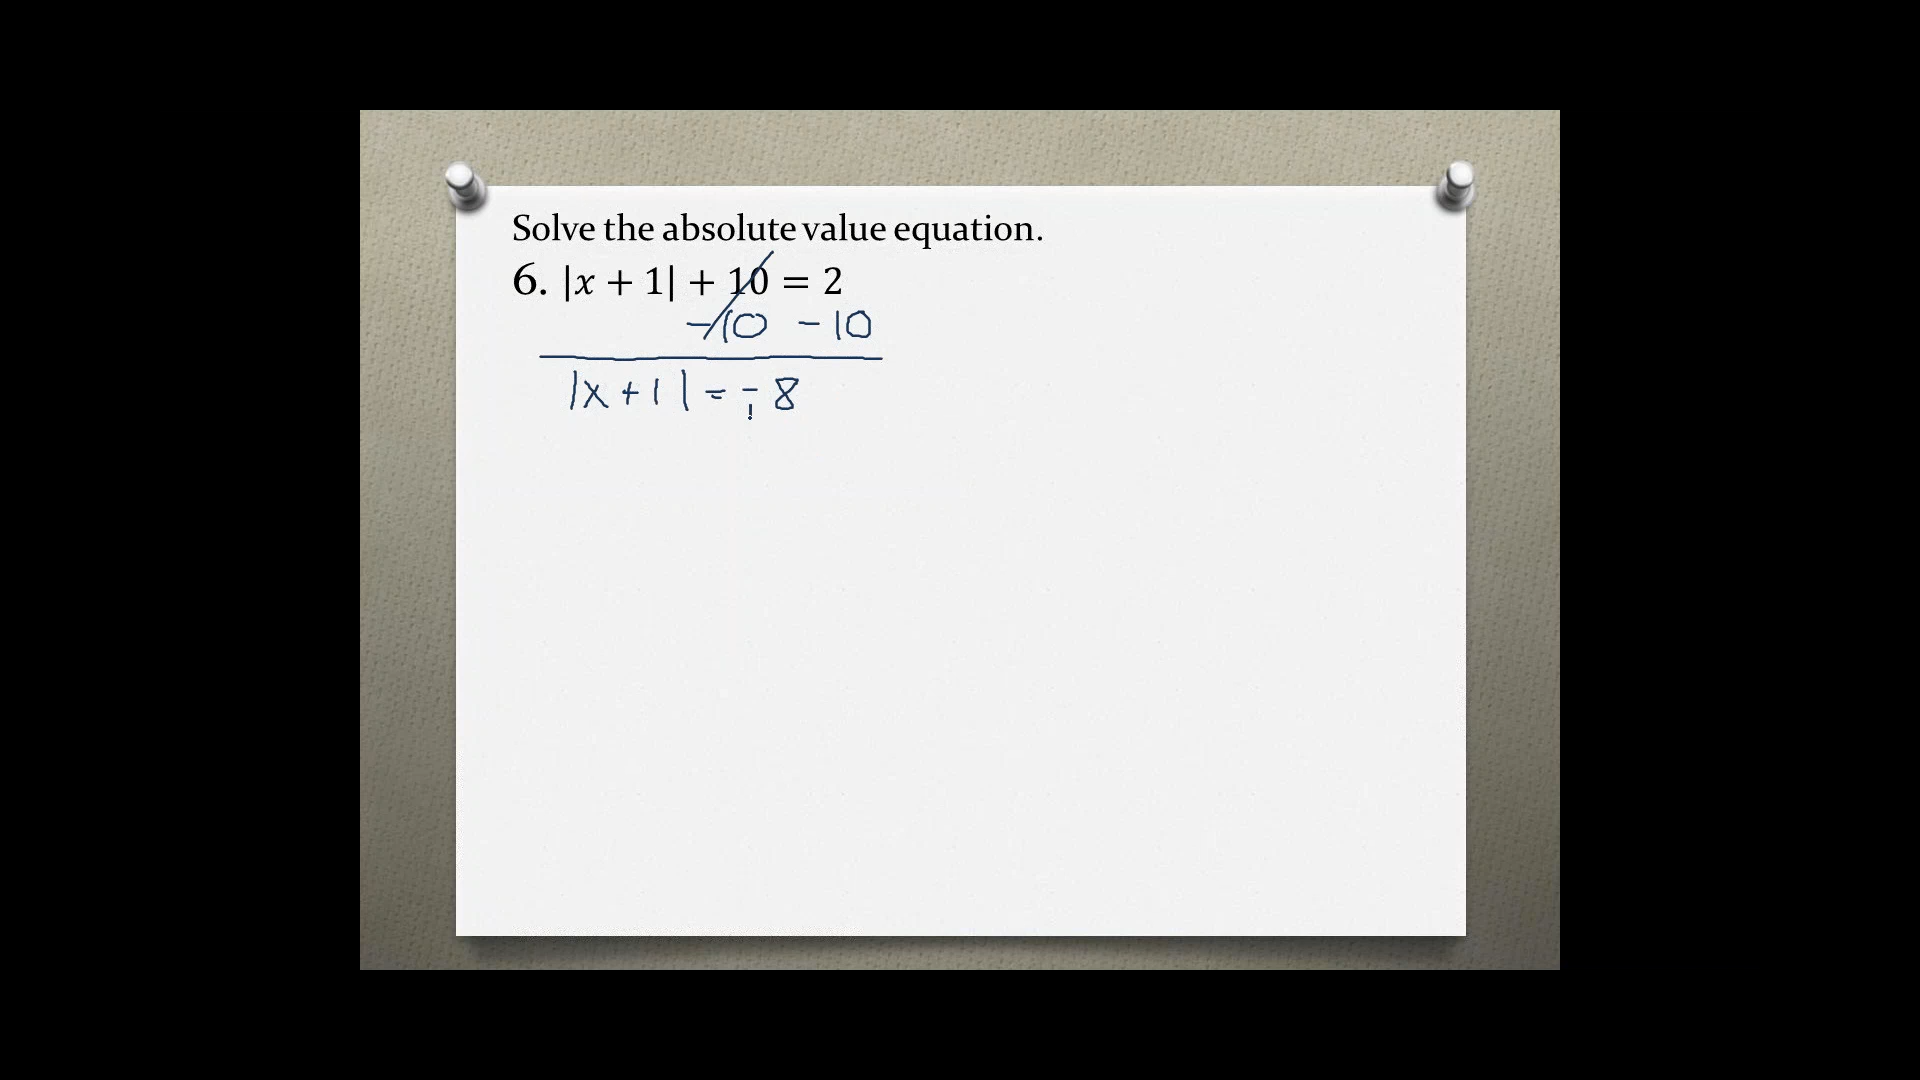 Solve the absolute value equation.
6. |x + 1| + 10 = 2
-10 -10
|x+1| = -8